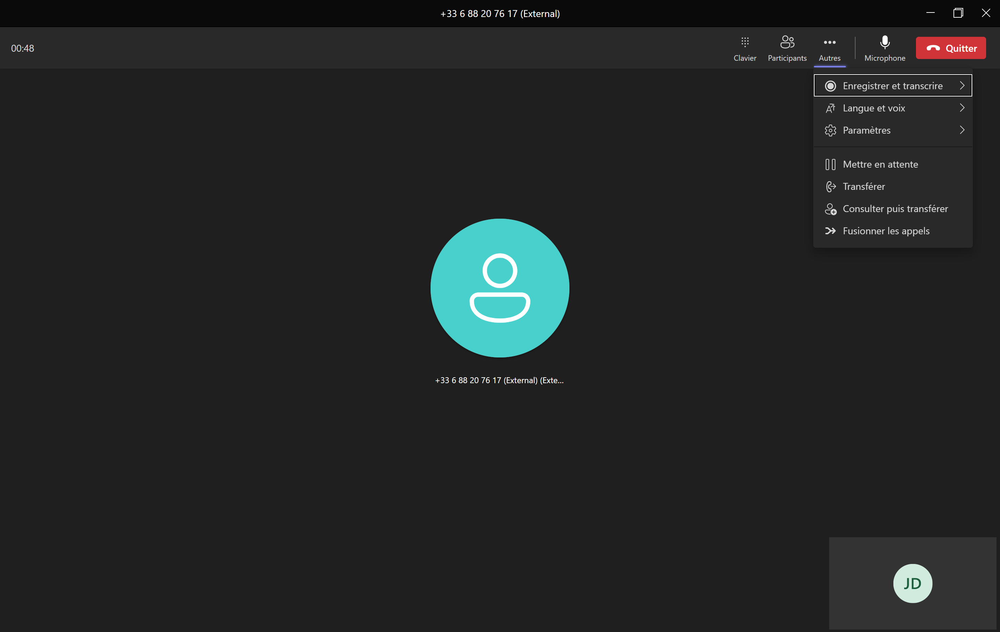 +33 6 88 20 76 17 (External)
00:48
Clavier
Participants
Autres
Microphone
Quitter
Enregistrer et transcrire
Langue et voix
Paramètres
Mettre en attente
Transférer
Consulter puis transférer
Fusionner les appels
+33 6 88 20 76 17 (External) (Exte...
JD